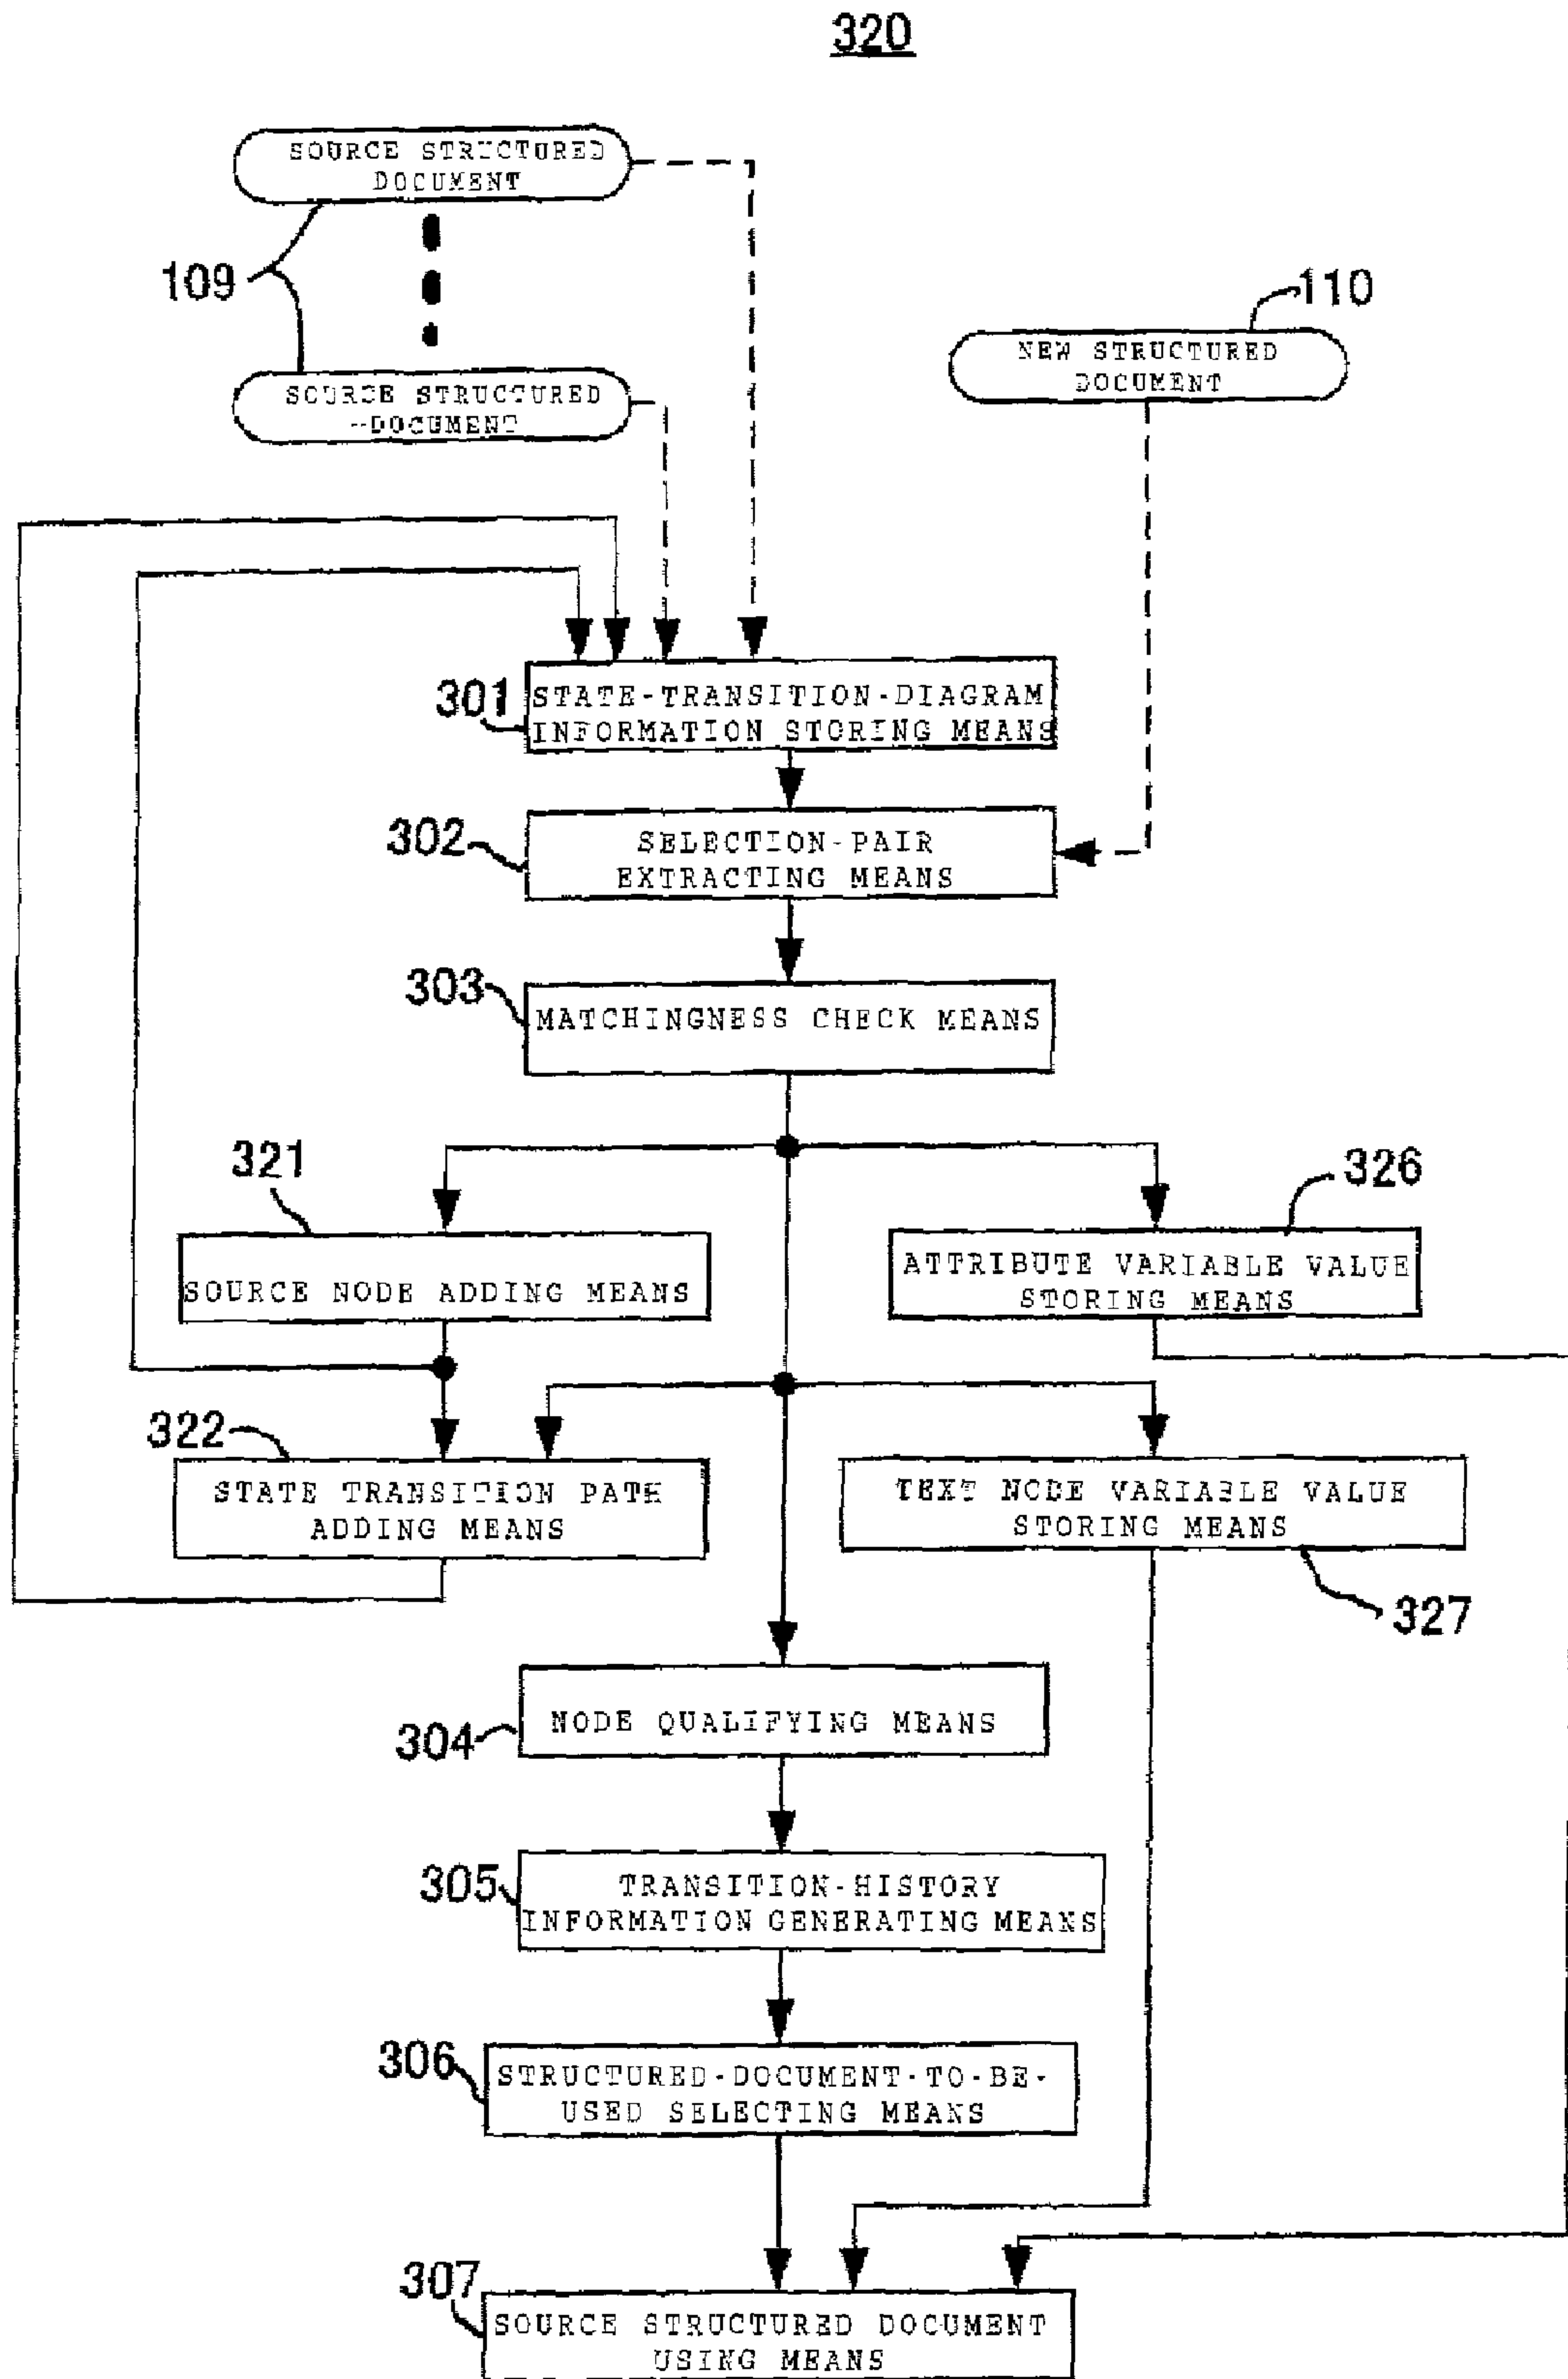 320
SOURCE STRUCTURED
DOCUMENT
109
110
NEW STRUCTURED
DOCUMENT
SOURCE STRUCTURED
DOCUMENT
301
STATE-TRANSITION-DIAGRAM
INFORMATION STORING MEANS
302
SELECTION-PAIR
EXTRACTING MEANS
303
MATCHINGNESS CHECK MEANS
321
326
SOURCE NODE ADDING MEANS
ATTRIBUTE VARIABLE VALUE
STORING MEANS
322
STATE TRANSITION PATH
ADDING MEANS
TEXT NODE VARIABLE VALUE
STORING MEANS
327
304
NODE QUALIFYING MEANS
305
TRANSITION-HISTORY
INFORMATION GENERATING MEANS
306
STRUCTURED-DOCUMENT-TO-BE-
USED SELECTING MEANS
307
SOURCE STRUCTURED DOCUMENT
USING MEANS